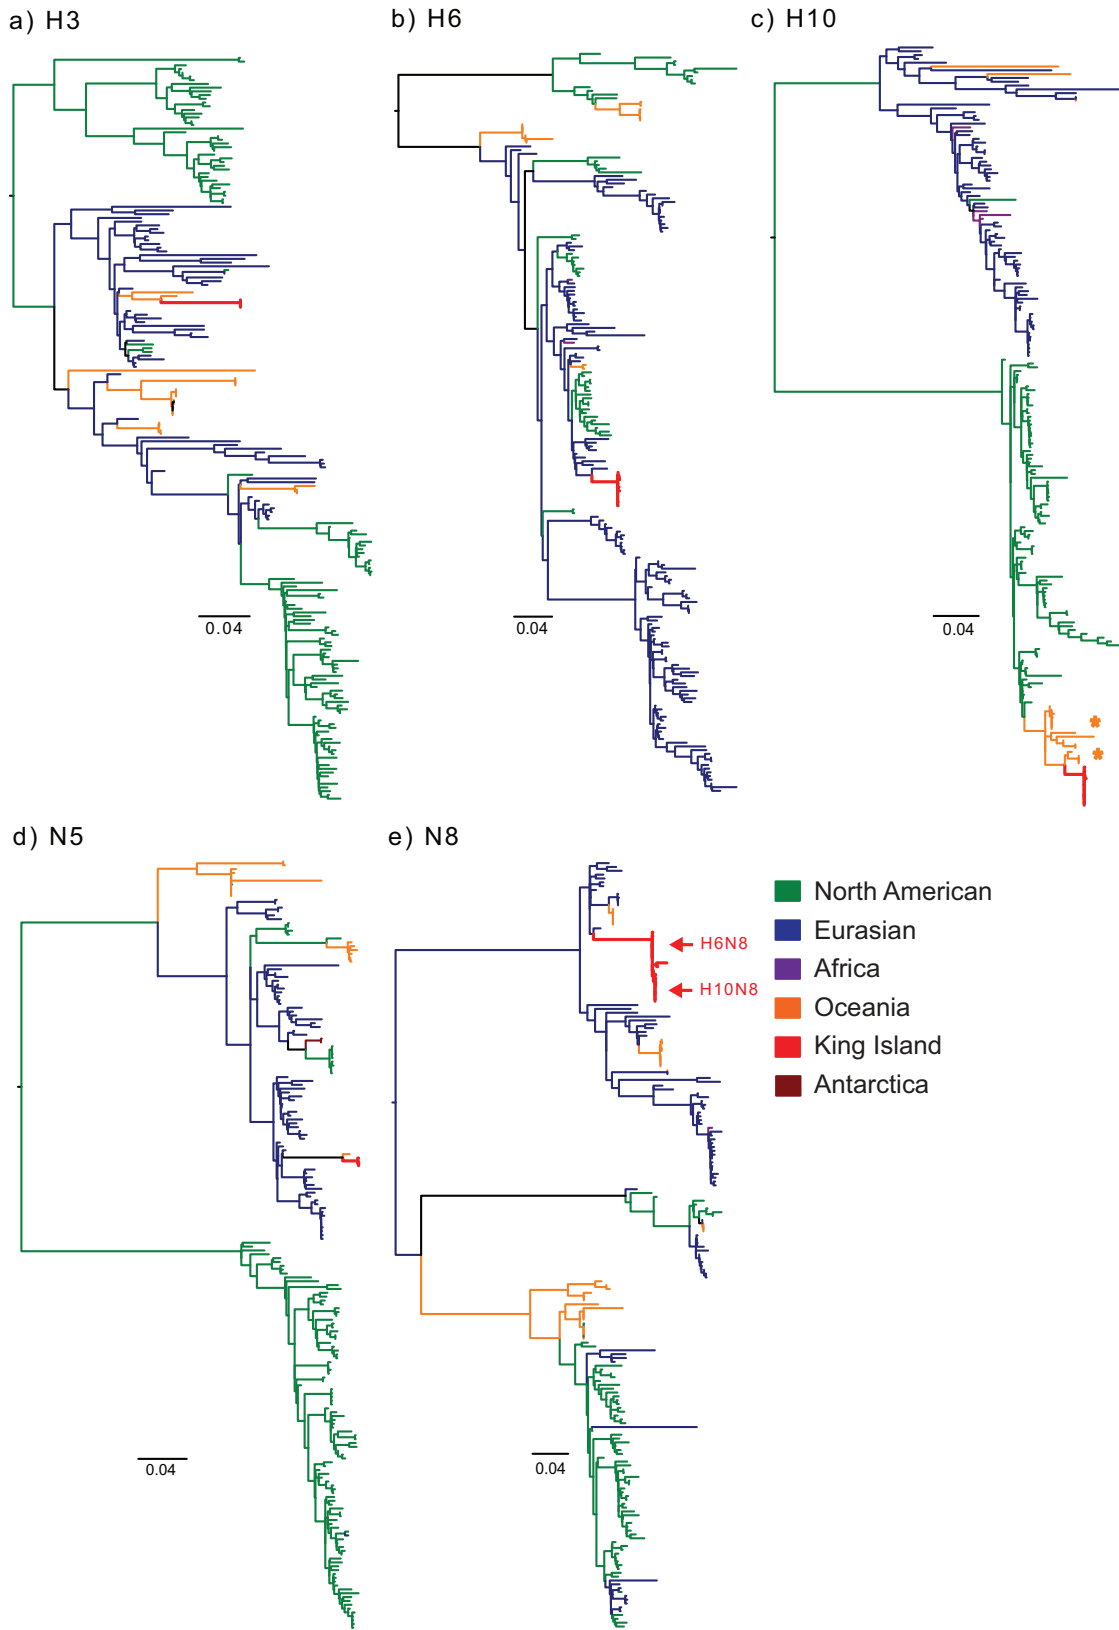 a) H3
b) H6
c) H10
0.04
0.04
0.04
*
*
d) N5
e) N8
H6N8
H10N8
North American
Eurasian
Africa
Oceania
King Island
Antarctica
0.04
0.04